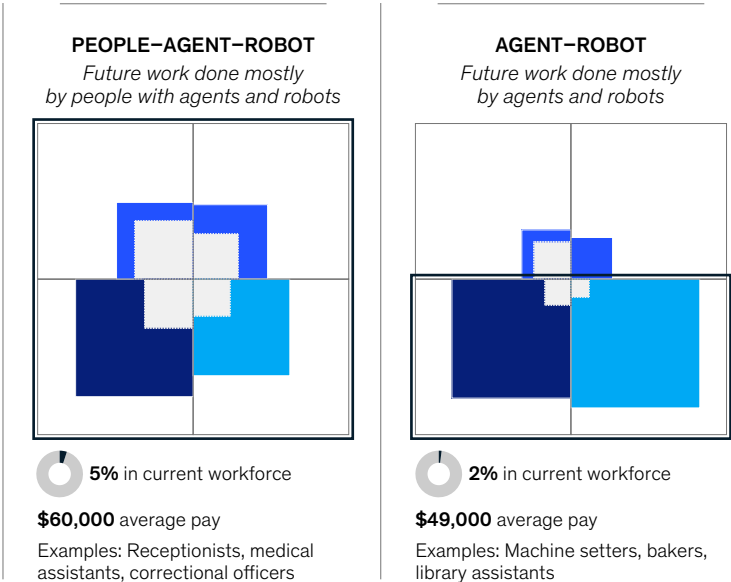 PEOPLE–AGENT–ROBOT
Future work done mostly
by people with agents and robots
5% in current workforce
$60,000 average pay
Examples: Receptionists, medical
assistants, correctional officers
AGENT–ROBOT
Future work done mostly
by agents and robots
2% in current workforce
$49,000 average pay
Examples: Machine setters, bakers,
library assistants